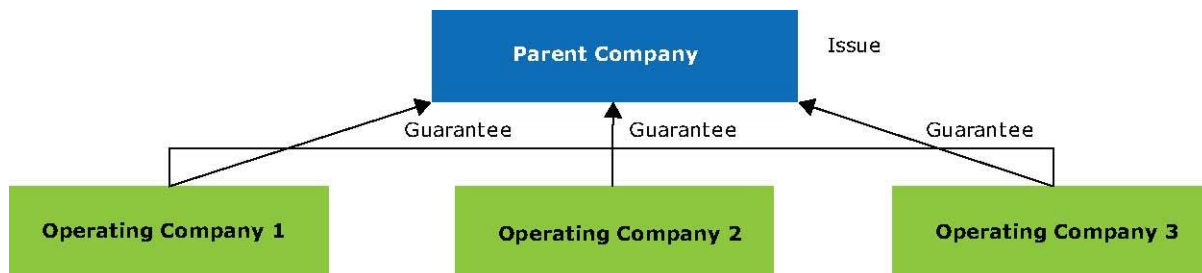 Parent Company
Issue
Guarantee
Guarantee
Guarantee
Operating Company 1
Operating Company 2
Operating Company 3